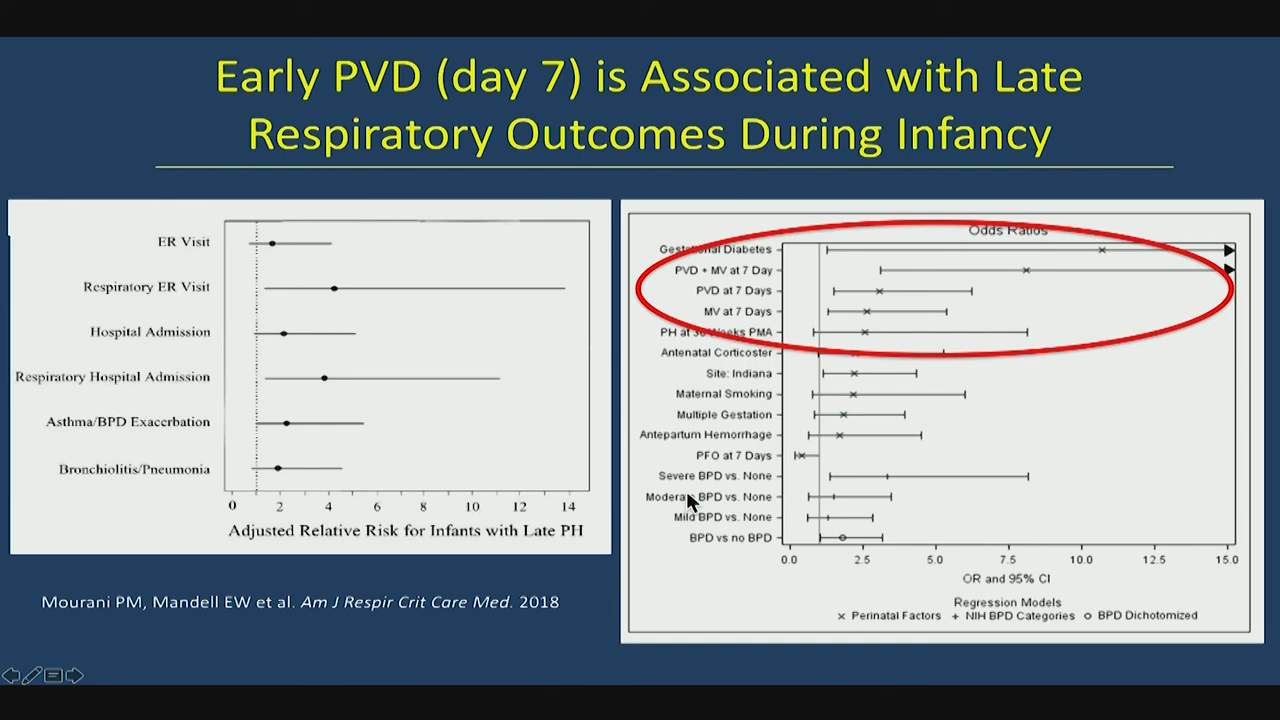 Early PVD (day 7) is Associated with Late
Respiratory Outcomes During Infancy
ER Visit
Respiratory ER Visit
Hospital Admission
Respiratory Hospital Admission
Asthma/BPD Exacerbation
Bronchiolitis/Pneumonia
0 2 4 6 8 10 12 14
Adjusted Relative Risk for Infants with Late PH
Mourani PM, Mandell EW et al. Am J Respir Crit Care Med. 2018
Odds Ratios
Gestational Diabetes
PVD + MV at 7 Day
PVD at 7 Days
MV at 7 Days
PH at 36 Weeks PMA
Antenatal Corticoster
Site: Indiana
Maternal Smoking
Multiple Gestation
Antepartum Hemorrhage
PFO at 7 Days
Severe BPD vs. None
Moderate BPD vs. None
Mild BPD vs. None
BPD vs no BPD
0.0 2.5 5.0 7.5 10.0 12.5 15.0
OR and 95% CI
Regression Models
× Perinatal Factors + NIH BPD Categories o BPD Dichotomized